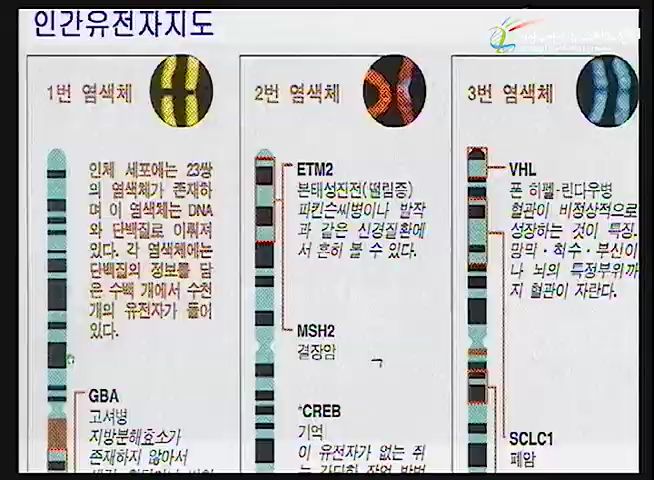 인간유전자지도
1번 염색체
인체 세포에는 23쌍
의 염색체가 존재하
며 이 염색체는 DNA
와 단백질로 이뤄져
있다. 각 염색체에는
단백질의 정보를 담
은 수백 개에서 수천
개의 유전자가 들어
있다.
GBA
고셔병
지방분해효소가
존재하지 않아서
2번 염색체
ETM2
본태성진전(떨림증)
파킨슨씨병이나 발작
과 같은 신경질환에
서 흔히 볼 수 있다.
MSH2
결장암
ㄱ
*CREB
기억
이 유전자가 없는 쥐
는 간단한 작업 방법
3번 염색체
VHL
폰 히펠·린다우병
혈관이 비정상적으로
성장하는 것이 특징.
망막·척수·부신이
나 뇌의 특정부위까
지 혈관이 자란다.
SCLC1
폐암